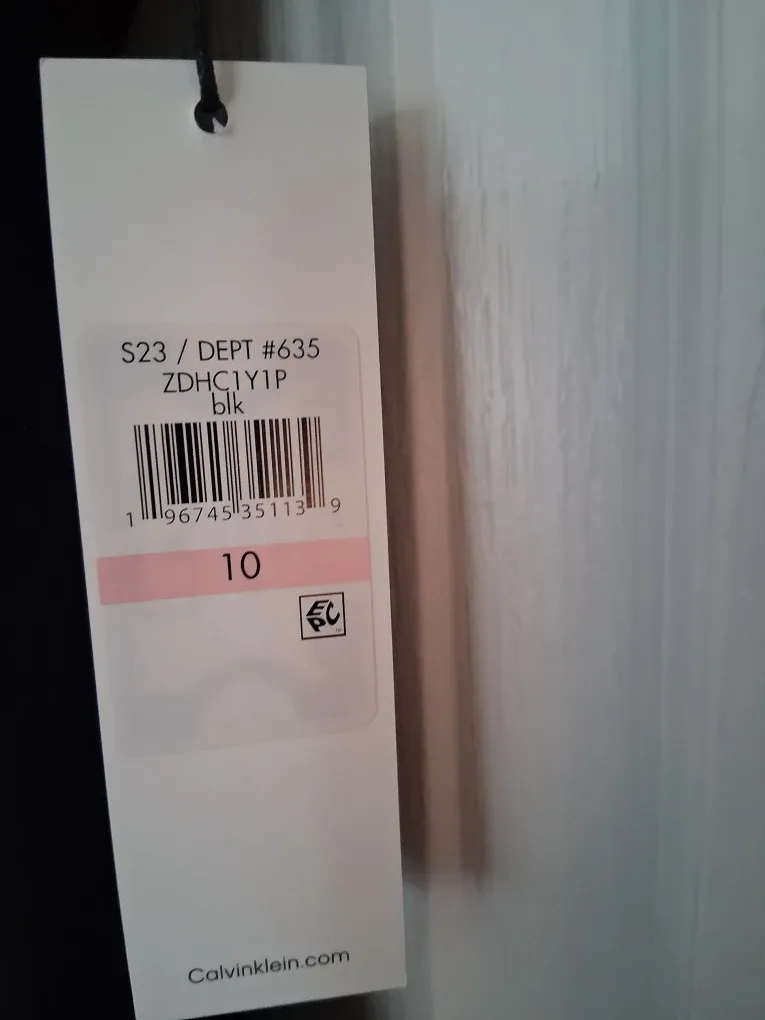 S23 / DEPT #635
ZDHC1Y1P
blk
1 96745 35113 9
10
EPC
Calvinklein.com